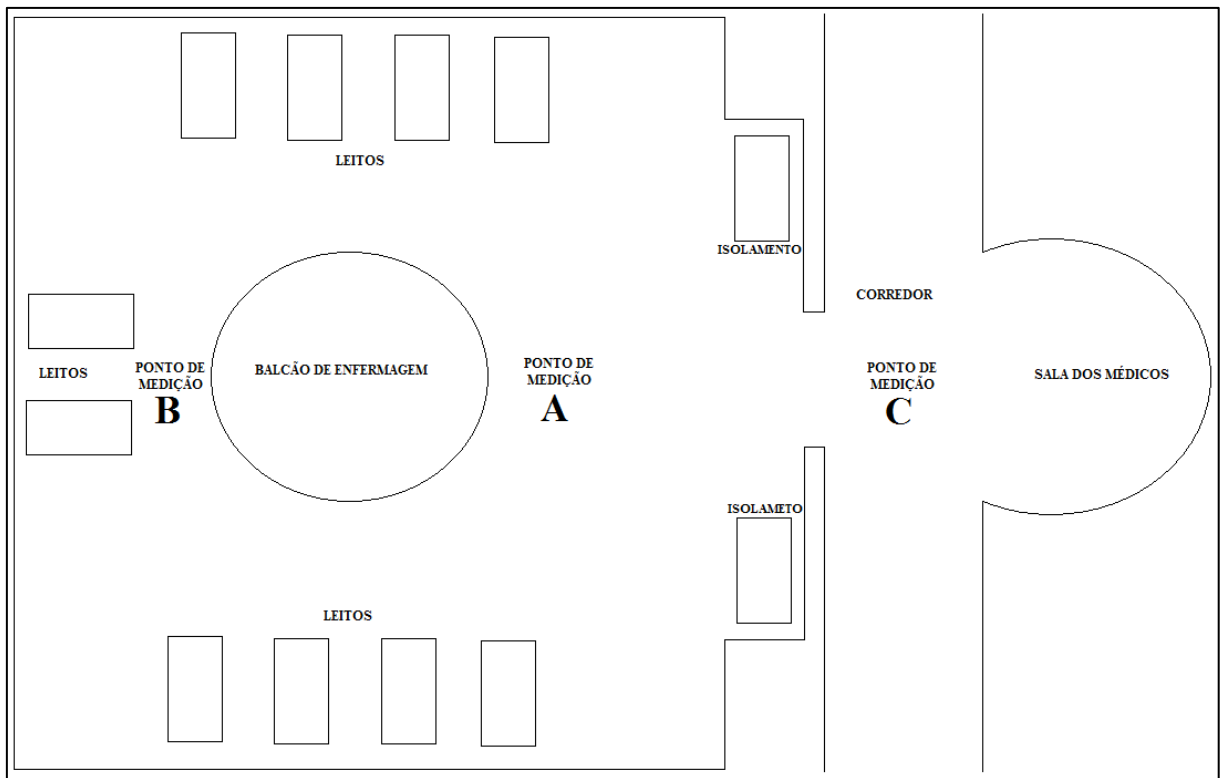 LEITOS
ISOLAMENTO
CORREDOR
LEITOS
PONTO DE
MEDIÇÃO
B
BALCÃO DE ENFERMAGEM
PONTO DE
MEDIÇÃO
A
PONTO DE
MEDIÇÃO
C
SALA DOS MÉDICOS
ISOLAMETO
LEITOS